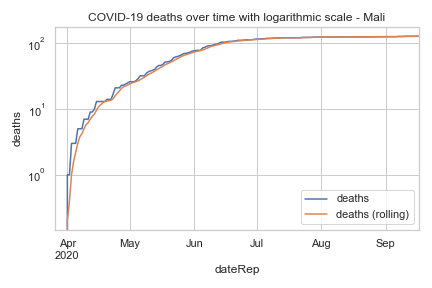 COVID-19 deaths over time with logarithmic scale - Mali
10²
10¹
10⁰
deaths
deaths
deaths (rolling)
Apr
2020
May
Jun
Jul
Aug
Sep
dateRep